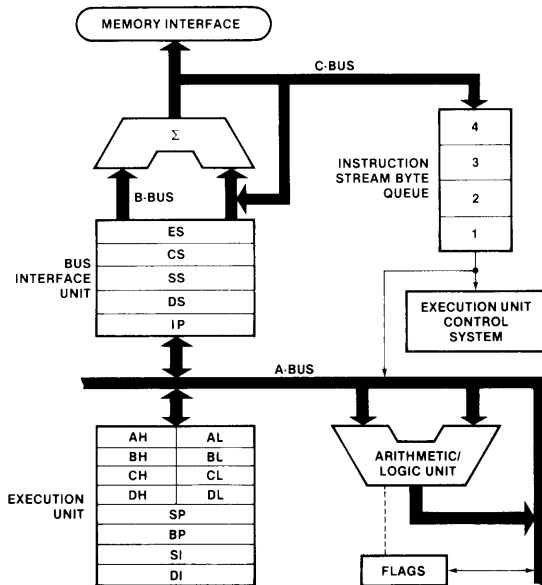 MEMORY INTERFACE
C-BUS
Σ
B-BUS
INSTRUCTION
STREAM BYTE
QUEUE
4
3
2
1
BUS
INTERFACE
UNIT
ES
CS
SS
DS
IP
EXECUTION UNIT
CONTROL
SYSTEM
A-BUS
EXECUTION
UNIT
AH AL
BH BL
CH CL
DH DL
SP
BP
SI
DI
ARITHMETIC/
LOGIC UNIT
FLAGS